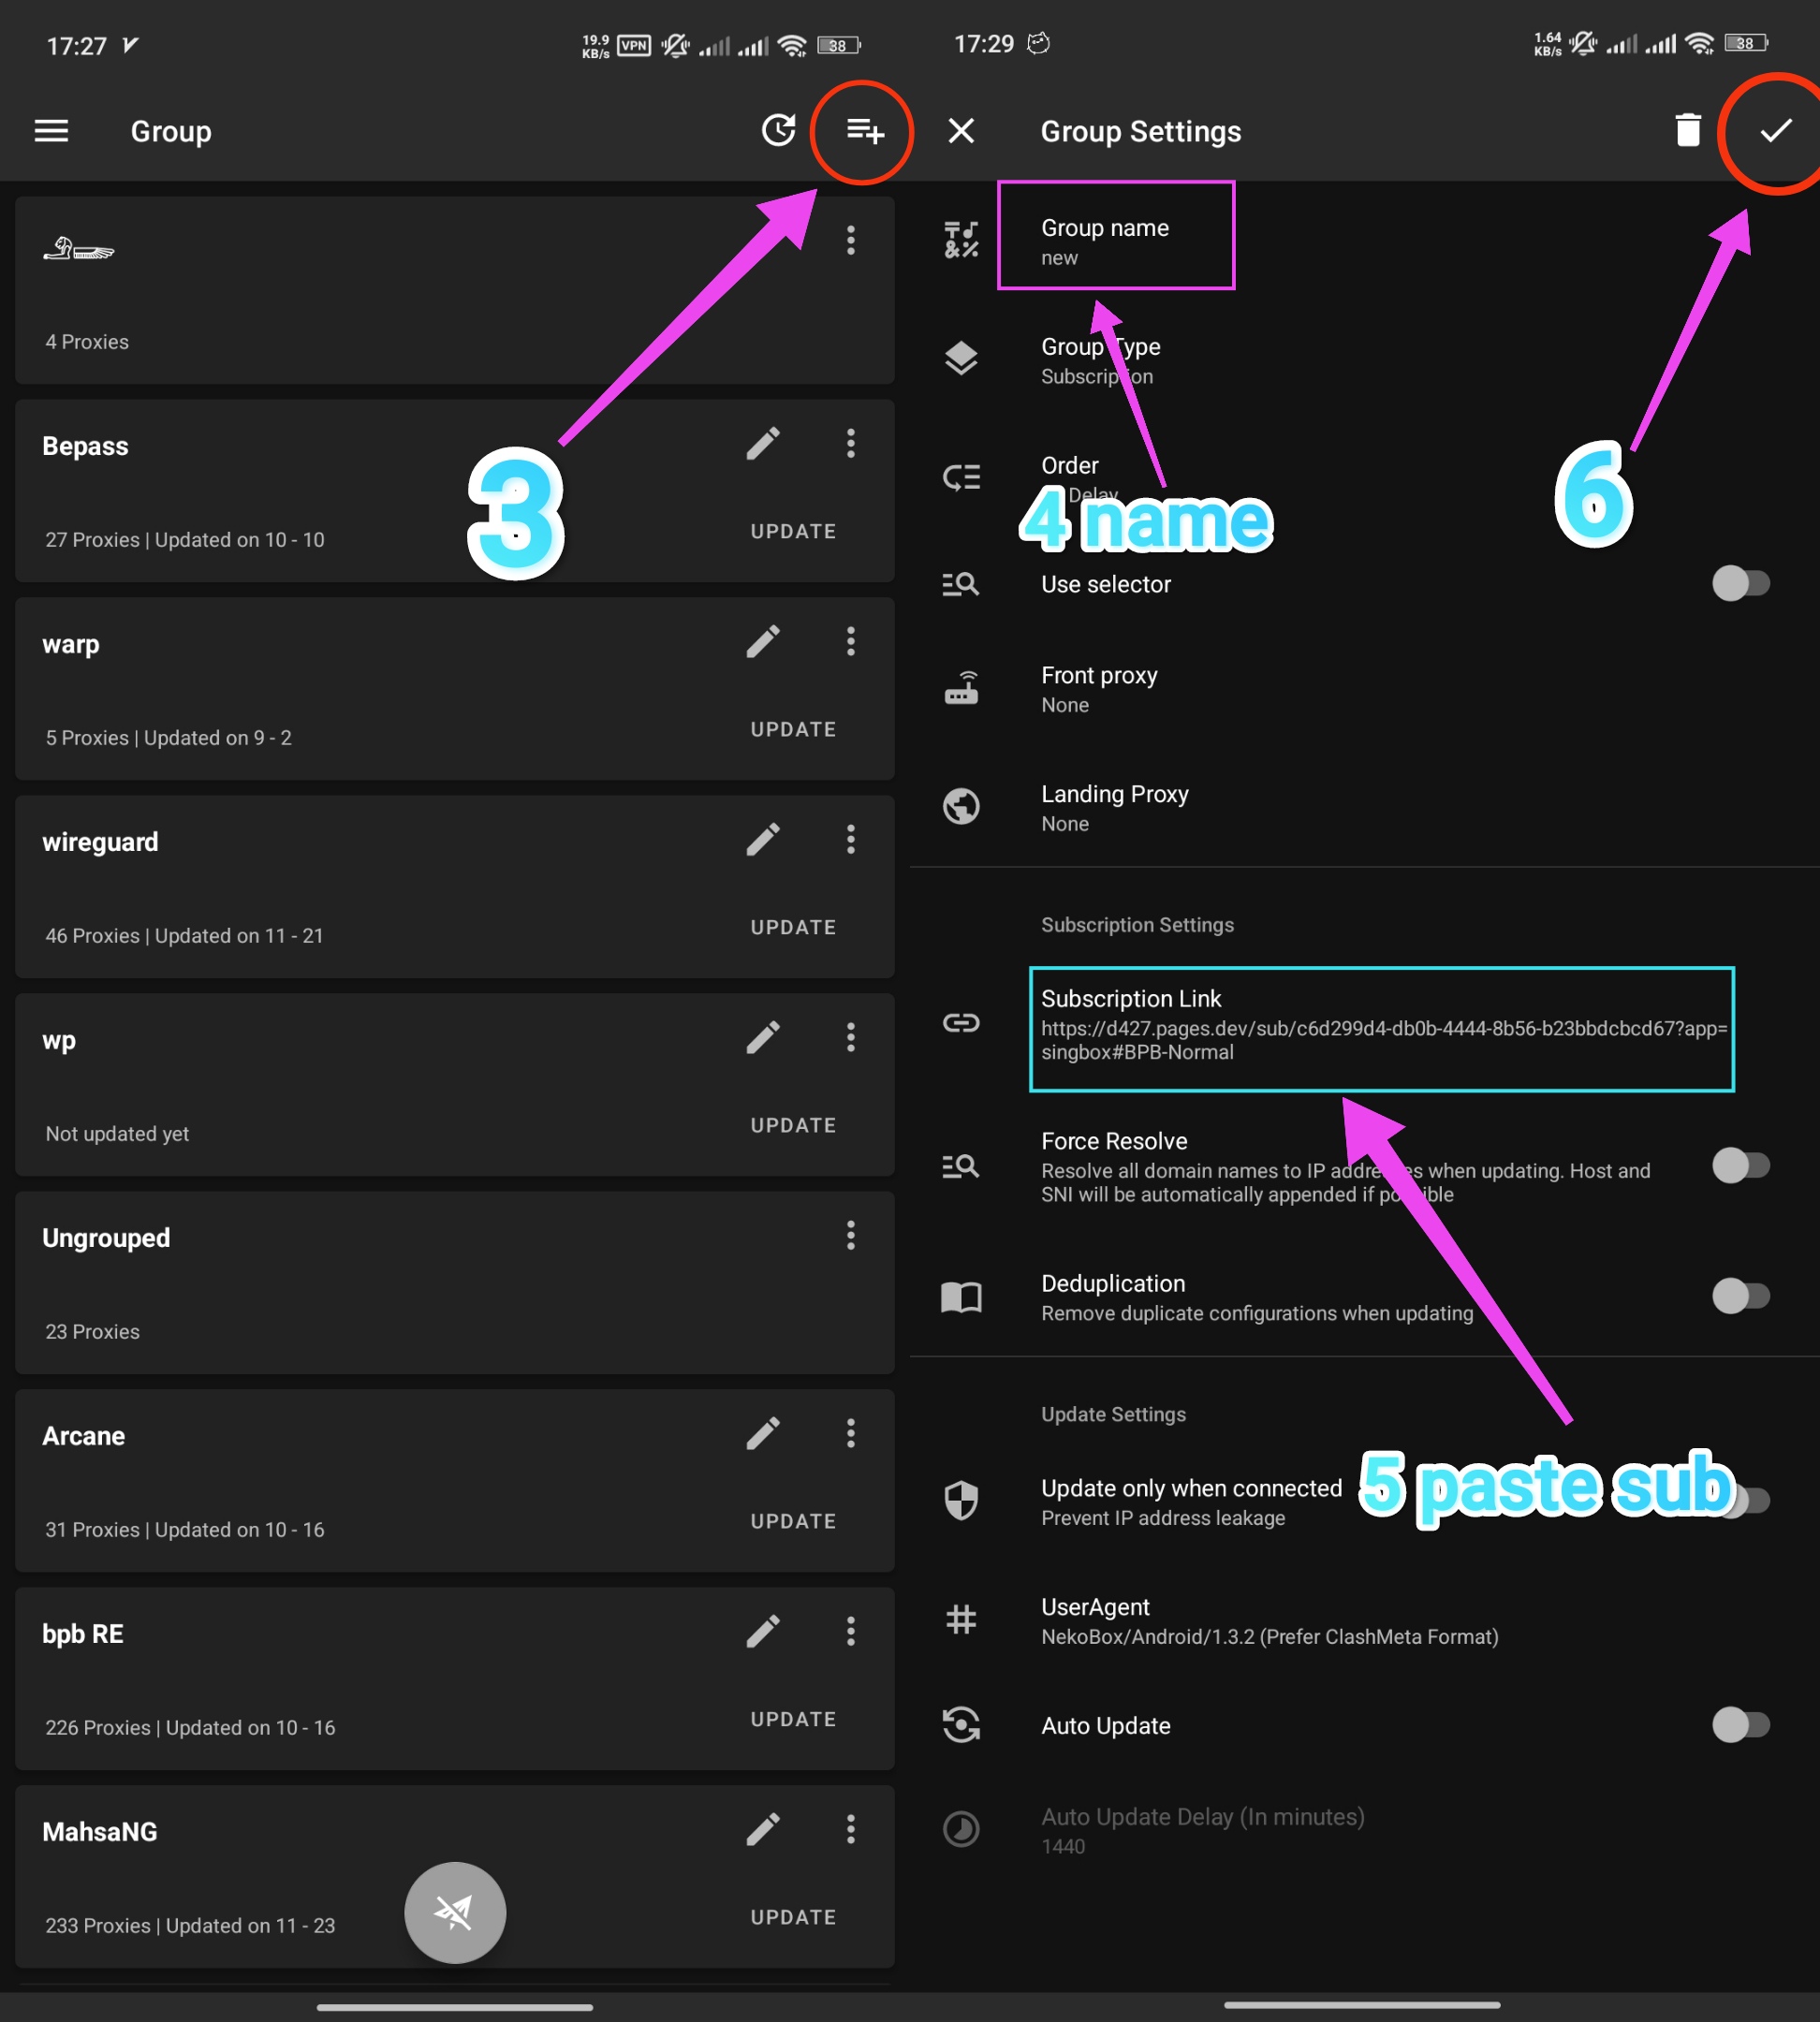 17:27
19.9
KB/s
VPN
38
Group
4 Proxies
Bepass
27 Proxies | Updated on 10 - 10
UPDATE
warp
5 Proxies | Updated on 9 - 2
UPDATE
wireguard
46 Proxies | Updated on 11 - 21
UPDATE
wp
Not updated yet
UPDATE
Ungrouped
23 Proxies
Arcane
31 Proxies | Updated on 10 - 16
UPDATE
bpb RE
226 Proxies | Updated on 10 - 16
UPDATE
MahsaNG
233 Proxies | Updated on 11 - 23
UPDATE
3
17:29
1.64
KB/s
38
Group Settings
Group name
new
Group Type
Subscription
Order
Delay
4 name
6
Use selector
Front proxy
None
Landing Proxy
None
Subscription Settings
Subscription Link
https://d427.pages.dev/sub/c6d299d4-db0b-4444-8b56-b23bbdcbcd67?app=
singbox#BPB-Normal
Force Resolve
Resolve all domain names to IP addresses when updating. Host and
SNI will be automatically appended if possible
Deduplication
Remove duplicate configurations when updating
Update Settings
Update only when connected
Prevent IP address leakage
5 paste sub
UserAgent
NekoBox/Android/1.3.2 (Prefer ClashMeta Format)
Auto Update
Auto Update Delay (In minutes)
1440